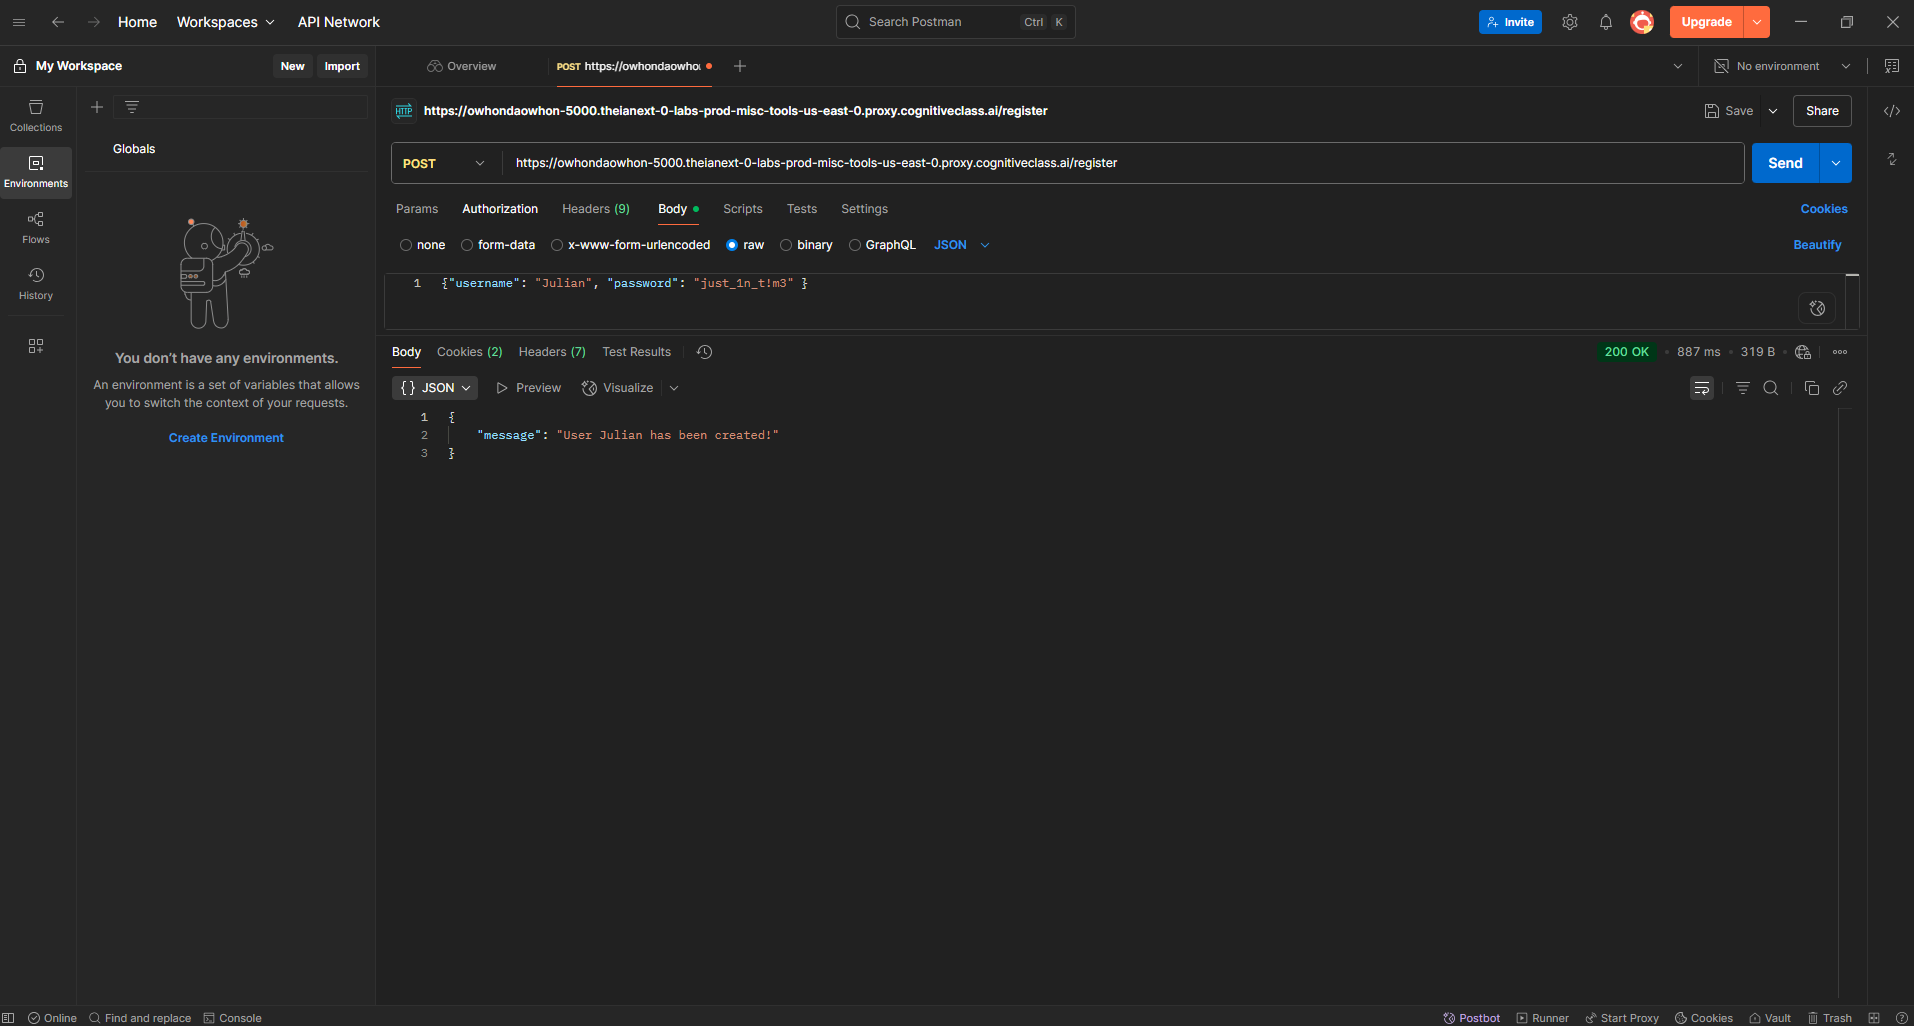 Home Workspaces API Network Search Postman Ctrl K Invite Upgrade
My Workspace New Import Overview POST https://owhondaowho No environment
Collections
Environments
Flows
History
Globals
You don't have any environments.
An environment is a set of variables that allows
you to switch the context of your requests.
Create Environment
HTTP https://owhondaowhon-5000.theianext-0-labs-prod-misc-tools-us-east-0.proxy.cognitiveclass.ai/register Save Share
POST https://owhondaowhon-5000.theianext-0-labs-prod-misc-tools-us-east-0.proxy.cognitiveclass.ai/register Send
Params Authorization Headers (9) Body Scripts Tests Settings Cookies
none form-data x-www-form-urlencoded raw binary GraphQL JSON Beautify
1 {"username": "Julian", "password": "just_1n_t!m3" }
Body Cookies (2) Headers (7) Test Results 200 OK 887 ms 319 B
{} JSON Preview Visualize
1 {
2 "message": "User Julian has been created!"
3 }
Online Find and replace Console Postbot Runner Start Proxy Cookies Vault Trash